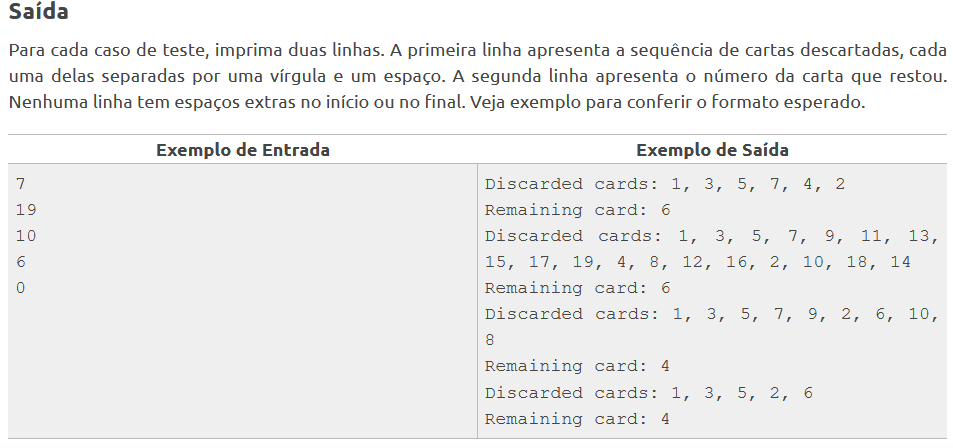 Saída
Para cada caso de teste, imprima duas linhas. A primeira linha apresenta a sequência de cartas descartadas, cada
uma delas separadas por uma vírgula e um espaço. A segunda linha apresenta o número da carta que restou.
Nenhuma linha tem espaços extras no início ou no final. Veja exemplo para conferir o formato esperado.
Exemplo de Entrada
Exemplo de Saída
7
19
10
6
0
Discarded cards: 1, 3, 5, 7, 4, 2
Remaining card: 6
Discarded cards: 1, 3, 5, 7, 9, 11, 13,
15, 17, 19, 4, 8, 12, 16, 2, 10, 18, 14
Remaining card: 6
Discarded cards: 1, 3, 5, 7, 9, 2, 6, 10,
8
Remaining card: 4
Discarded cards: 1, 3, 5, 2, 6
Remaining card: 4